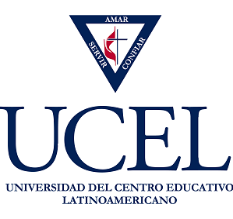 AMAR
SERVIR
CONFIAR
UCEL
UNIVERSIDAD DEL CENTRO EDUCATIVO
LATINOAMERICANO